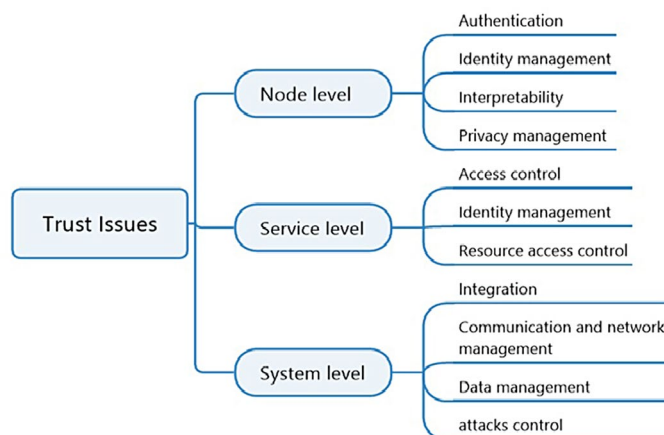 Trust Issues
Node level
Authentication
Identity management
Interpretability
Privacy management
Service level
Access control
Identity management
Resource access control
System level
Integration
Communication and network
management
Data management
attacks control